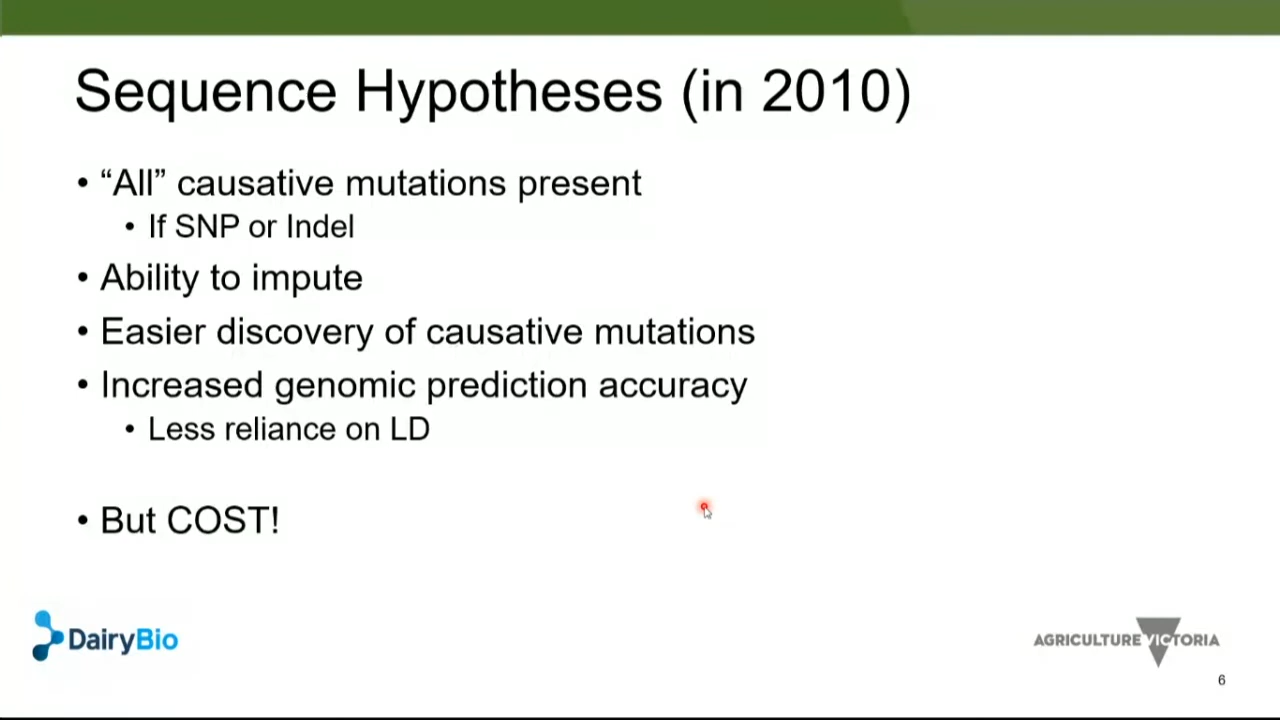 Sequence Hypotheses (in 2010)
• “All” causative mutations present
• If SNP or Indel
• Ability to impute
• Easier discovery of causative mutations
• Increased genomic prediction accuracy
• Less reliance on LD
• But COST!
DairyBio
AGRICULTURE VICTORIA
6